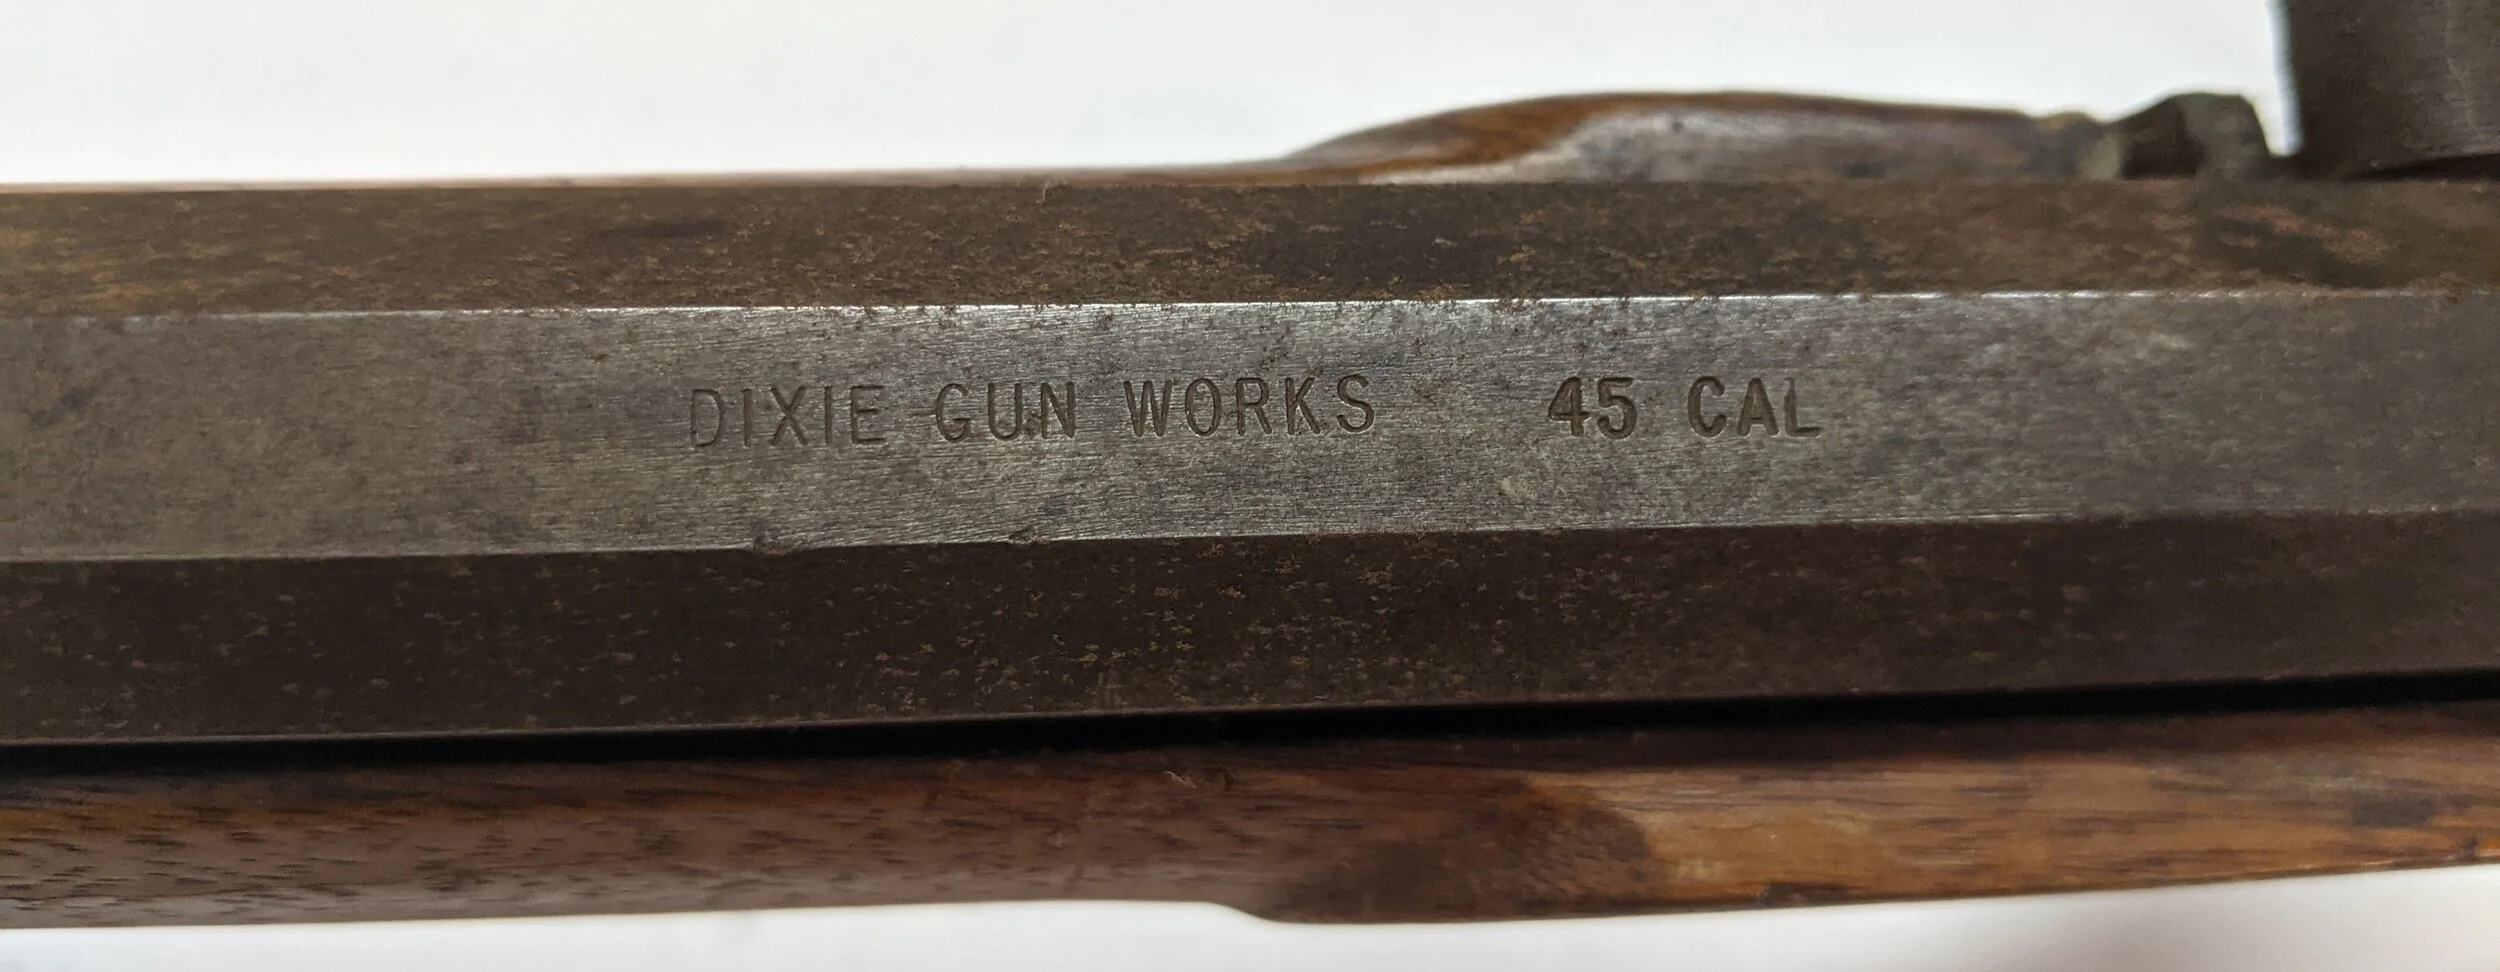 DIXIE GUN WORKS 45 CAL